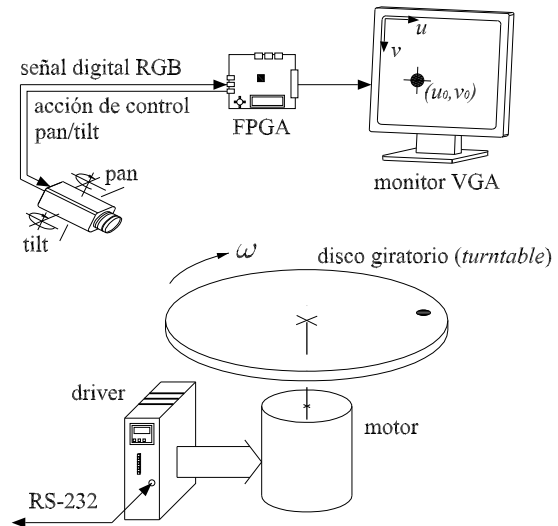 señal digital RGB
acción de control
pan/tilt
FPGA
u
v
(u₀,v₀)
monitor VGA
pan
tilt
ω
disco giratorio (turntable)
driver
motor
RS-232